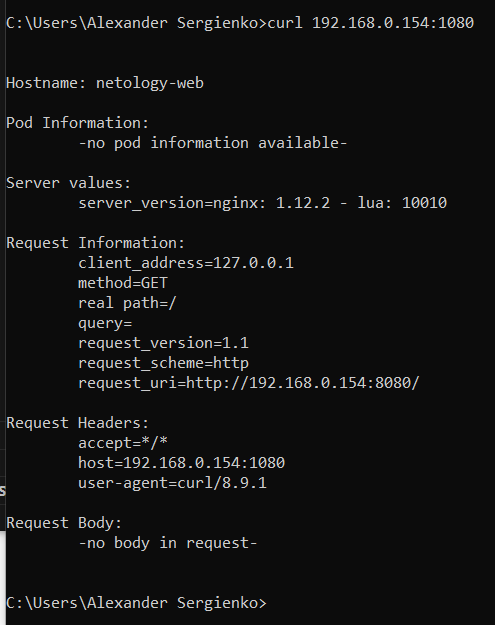 C:\Users\Alexander Sergienko>curl 192.168.0.154:1080
Hostname: netology-web
Pod Information:
-no pod information available-
Server values:
server_version=nginx: 1.12.2 - lua: 10010
Request Information:
client_address=127.0.0.1
method=GET
real path=/
query=
request_version=1.1
request_scheme=http
request_uri=http://192.168.0.154:8080/
Request Headers:
accept=*/*
host=192.168.0.154:1080
user-agent=curl/8.9.1
Request Body:
-no body in request-
C:\Users\Alexander Sergienko>